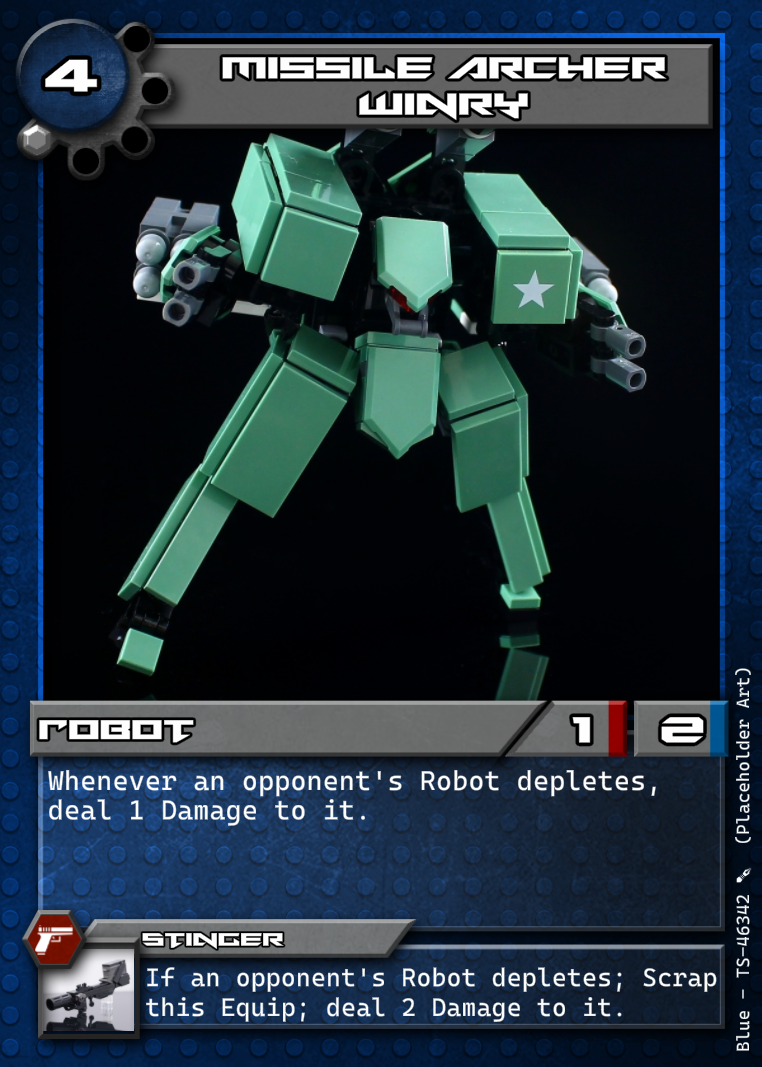 4
MISSILE ARCHER
WINRY
ROBOT
1
2
Whenever an opponent's Robot depletes,
deal 1 Damage to it.
STINGER
If an opponent's Robot depletes; Scrap
this Equip; deal 2 Damage to it.
Blue – TS-46342 (Placeholder Art)